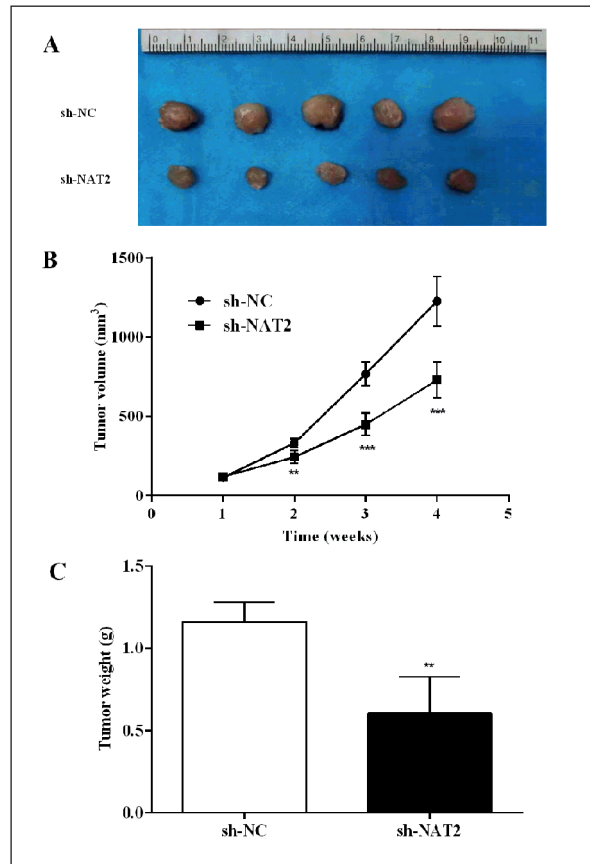 A
0 1 2 3 4 5 6 7 8 9 10 11
sh-NC
sh-NAT2
B
1500
1000
500
0
Tumor volume (mm³)
sh-NC
sh-NAT2
**
***
***
0 1 2 3 4 5
Time (weeks)
C
1.5
1.0
0.5
0.0
Tumor weight (g)
**
sh-NC sh-NAT2